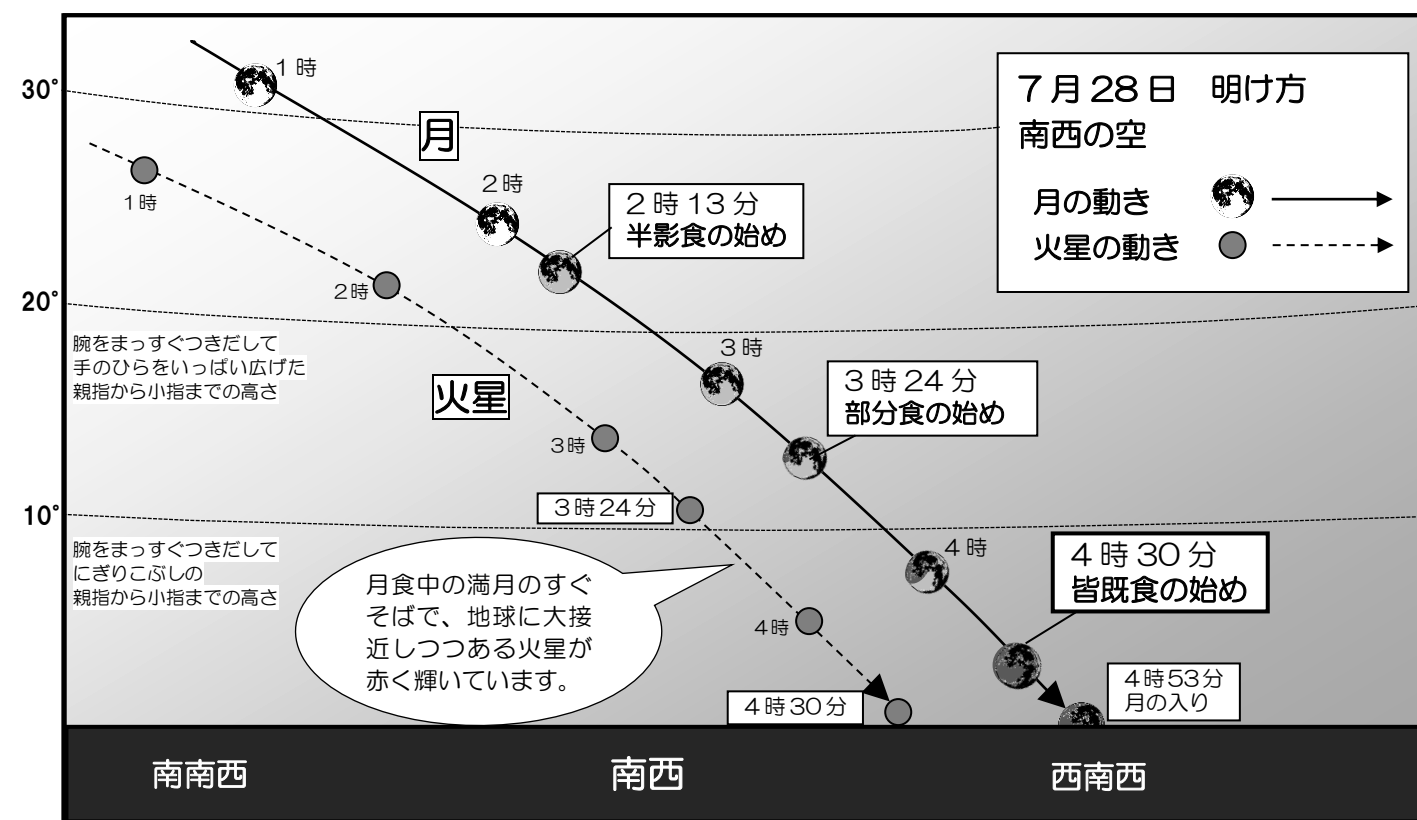 30°
20°
10°
1時
月
2時
2時13分
半影食の始め
3時
3時24分
部分食の始め
4時
4時30分
皆既食の始め
4時53分
月の入り
7月28日　明け方
南西の空
月の動き
火星の動き
1時
2時
火星
3時
3時24分
4時
4時30分
腕をまっすぐつきだして
手のひらをいっぱい広げた
親指から小指までの高さ
腕をまっすぐつきだして
にぎりこぶしの
親指から小指までの高さ
月食中の満月のすぐ
そばで、地球に大接
近しつつある火星が
赤く輝いています。
南南西
南西
西南西